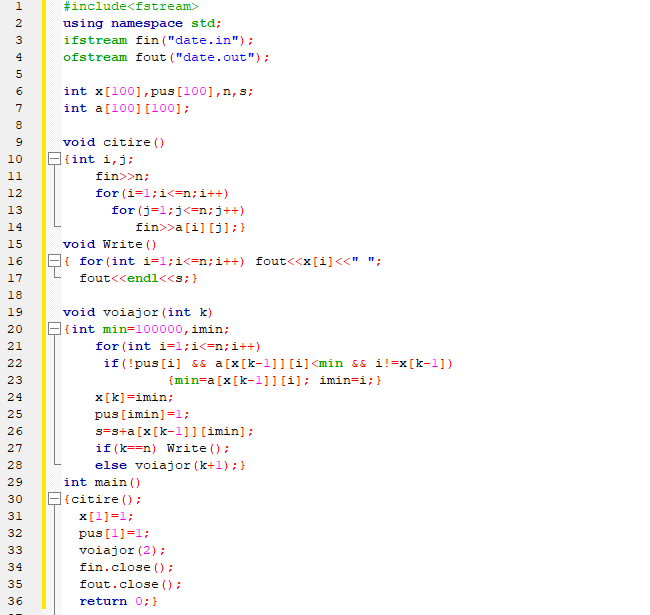 1 #include<fstream>
2 using namespace std;
3 ifstream fin("date.in");
4 ofstream fout("date.out");
5
6 int x[100],pus[100],n,s;
7 int a[100][100];
8
9 void citire()
10 {int i,j;
11 fin>>n;
12 for(i=1;i<=n;i++)
13 for(j=1;j<=n;j++)
14 fin>>a[i][j];}
15 void Write()
16 { for(int i=1;i<=n;i++) fout<<x[i]<<" ";
17 fout<<endl<<s;}
18
19 void voiajor(int k)
20 {int min=100000,imin;
21 for(int i=1;i<=n;i++)
22 if(!pus[i] && a[x[k-1]][i]<min && i!=x[k-1])
23 {min=a[x[k-1]][i]; imin=i;}
24 x[k]=imin;
25 pus[imin]=1;
26 s=s+a[x[k-1]][imin];
27 if(k==n) Write();
28 else voiajor(k+1);}
29 int main()
30 {citire();
31 x[1]=1;
32 pus[1]=1;
33 voiajor(2);
34 fin.close();
35 fout.close();
36 return 0;}